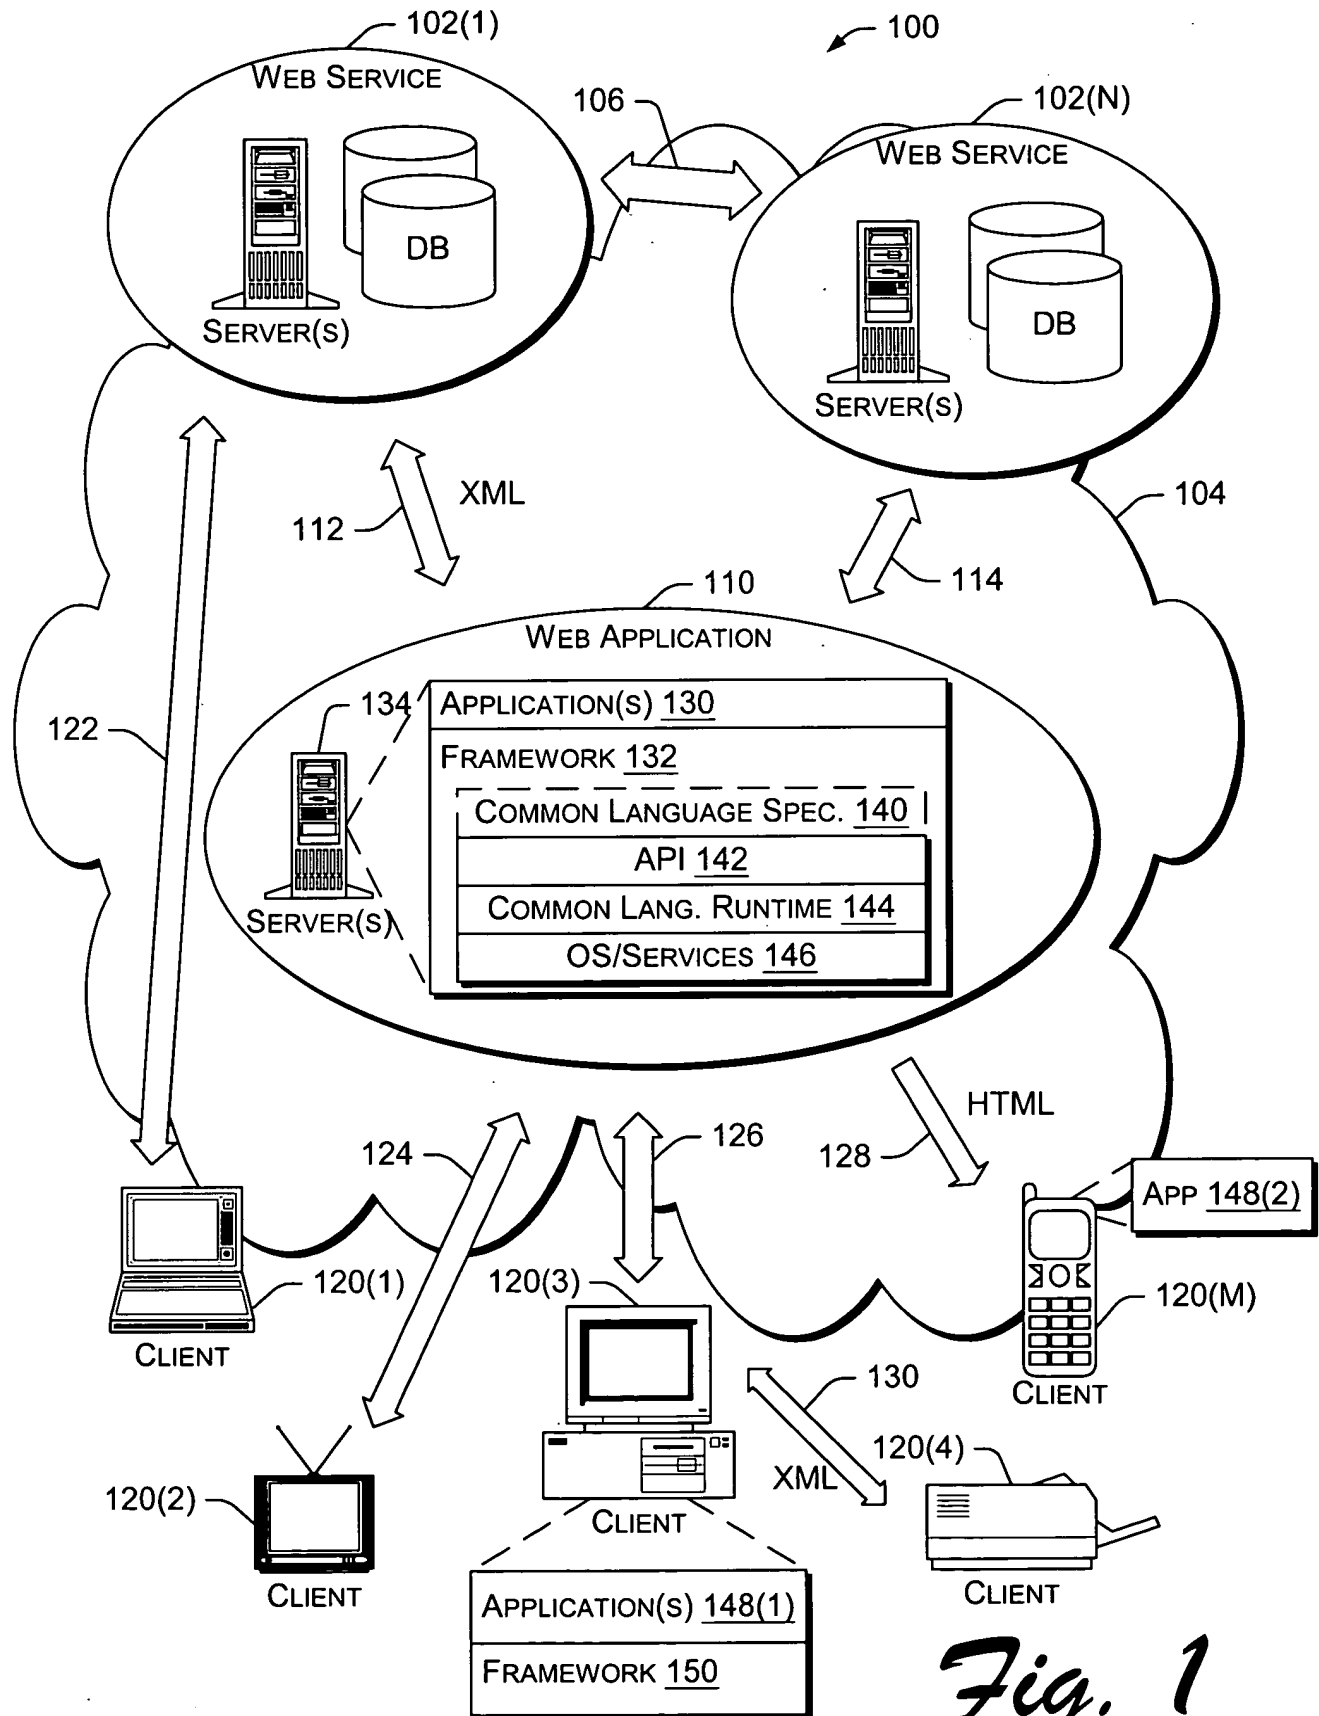 102(1)
100
WEB SERVICE
106
102(N)
WEB SERVICE
DB
SERVER(S)
DB
SERVER(S)
XML
112
104
114
110
WEB APPLICATION
134
APPLICATION(S) 130
122
FRAMEWORK 132
COMMON LANGUAGE SPEC. 140
API 142
COMMON LANG. RUNTIME 144
SERVER(S)
OS/SERVICES 146
HTML
124
126
128
APP 148(2)
120(1)
120(3)
120(M)
CLIENT
130
CLIENT
120(4)
XML
120(2)
CLIENT
CLIENT
CLIENT
APPLICATION(S) 148(1)
FRAMEWORK 150
Fig. 1